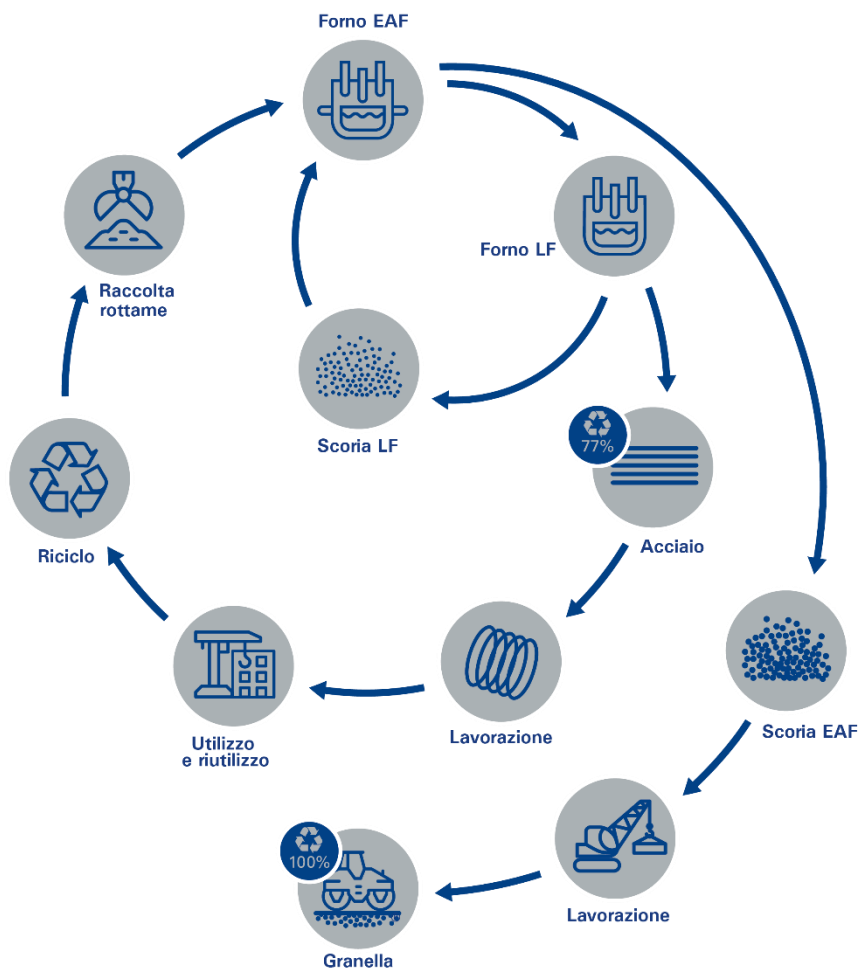 Forno EAF
Forno LF
Raccolta
rottame
Scoria LF
77%
Acciaio
Riciclo
Utilizzo
e riutilizzo
Lavorazione
Scoria EAF
100%
Granella
Lavorazione